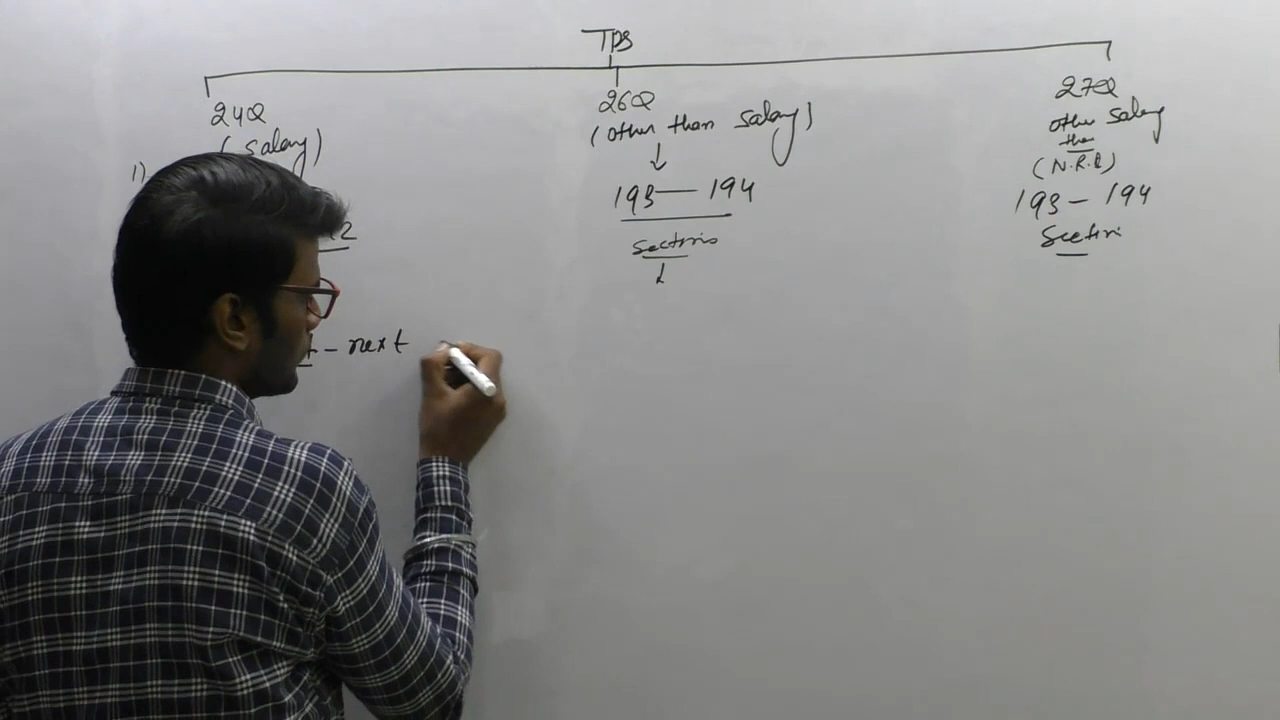 TDS
24Q
(Salary)
1)
2
- next
26Q
(Other than Salary)
↓
193 — 194
Sections
↓
27Q
other Salary
than
(N.R.I)
193 - 194
Section